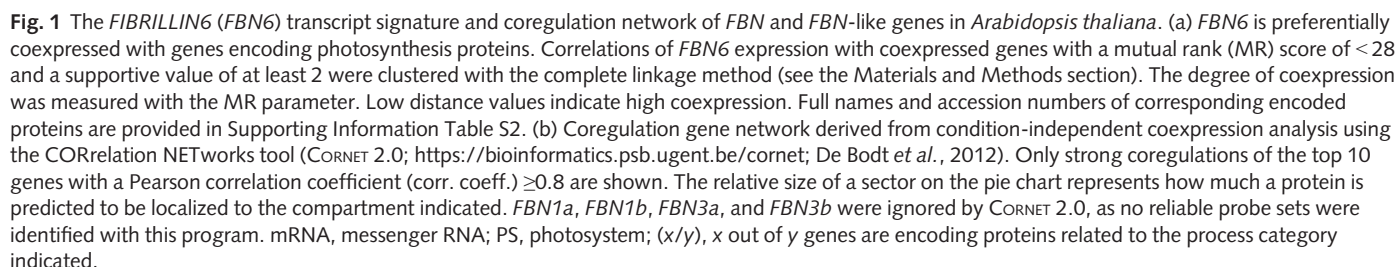 Fig. 1 The FIBRILLIN6 (FBN6) transcript signature and coregulation network of FBN and FBN-like genes in Arabidopsis thaliana. (a) FBN6 is preferentially
coexpressed with genes encoding photosynthesis proteins. Correlations of FBN6 expression with coexpressed genes with a mutual rank (MR) score of < 28
and a supportive value of at least 2 were clustered with the complete linkage method (see the Materials and Methods section). The degree of coexpression
was measured with the MR parameter. Low distance values indicate high coexpression. Full names and accession numbers of corresponding encoded
proteins are provided in Supporting Information Table S2. (b) Coregulation gene network derived from condition-independent coexpression analysis using
the CORrelation NETworks tool (CORNET 2.0; https://bioinformatics.psb.ugent.be/cornet; De Bodt et al., 2012). Only strong coregulations of the top 10
genes with a Pearson correlation coefficient (corr. coeff.) ≥0.8 are shown. The relative size of a sector on the pie chart represents how much a protein is
predicted to be localized to the compartment indicated. FBN1a, FBN1b, FBN3a, and FBN3b were ignored by CORNET 2.0, as no reliable probe sets were
identified with this program. mRNA, messenger RNA; PS, photosystem; (x/y), x out of y genes are encoding proteins related to the process category
indicated.